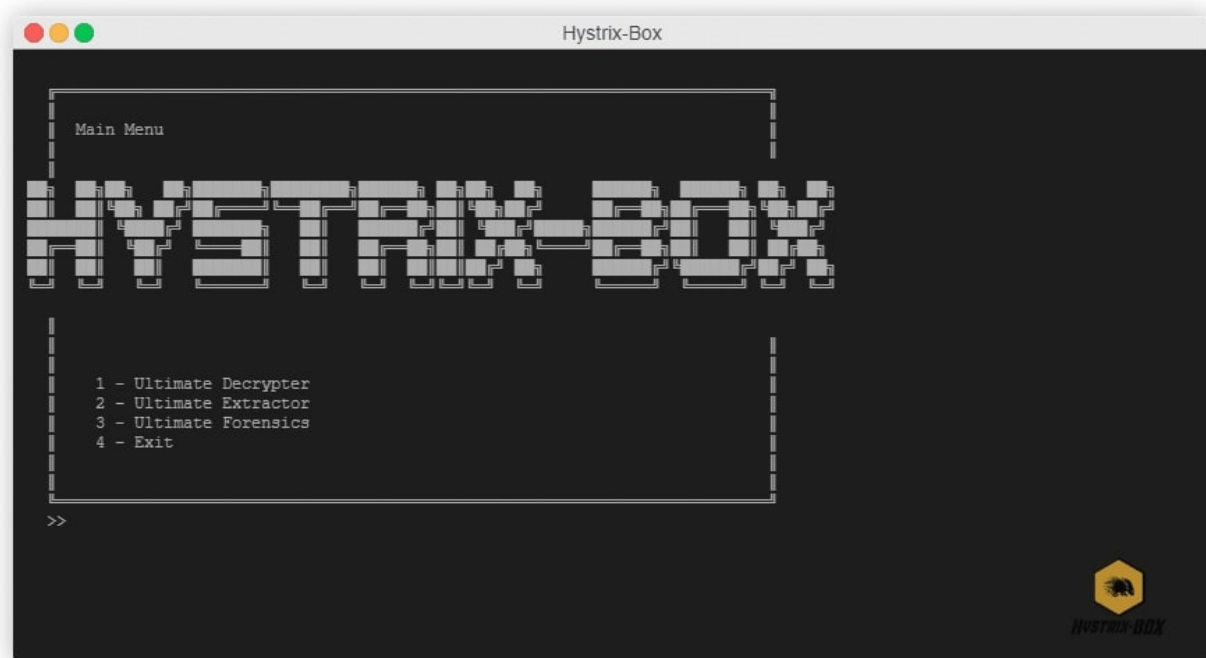 Hystrix-Box
Main Menu
HYSTRIX-BOX
1 - Ultimate Decrypter
2 - Ultimate Extractor
3 - Ultimate Forensics
4 - Exit
>>
HYSTRIX-BOX